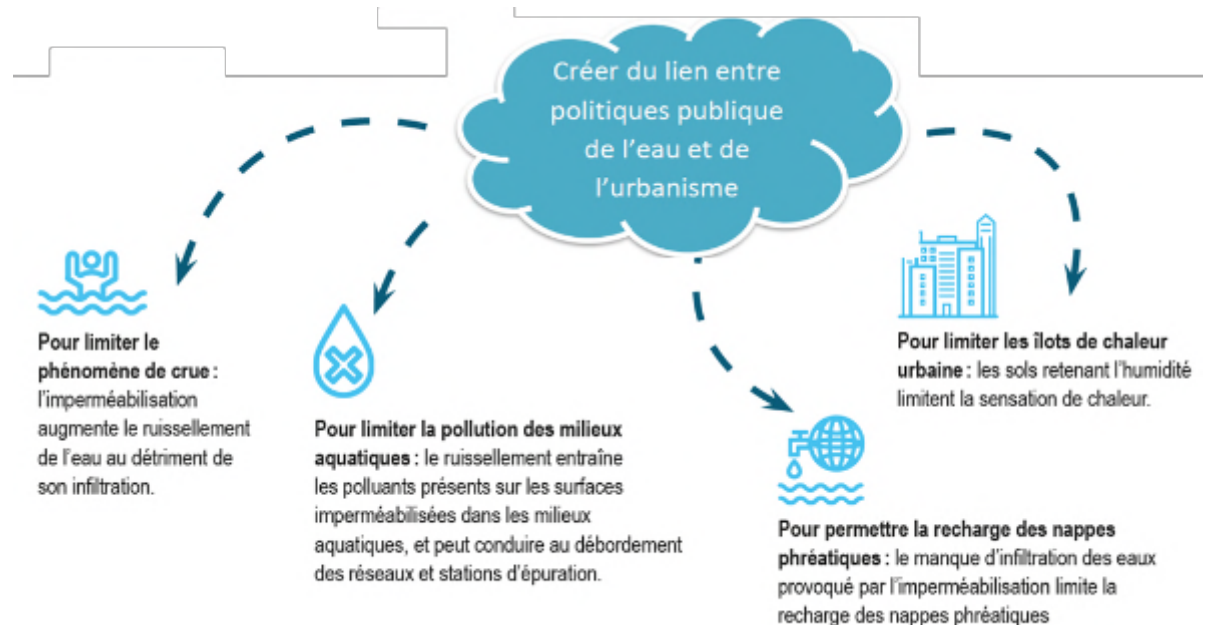 Créer du lien entre
politiques publique
de l'eau et de
l'urbanisme
Pour limiter le
phénomène de crue :
l'imperméabilisation
augmente le ruissellement
de l'eau au détriment de
son infiltration.
Pour limiter la pollution des milieux
aquatiques : le ruissellement entraîne
les polluants présents sur les surfaces
imperméabilisées dans les milieux
aquatiques, et peut conduire au débordement
des réseaux et stations d'épuration.
Pour permettre la recharge des nappes
phréatiques : le manque d'infiltration des eaux
provoqué par l'imperméabilisation limite la
recharge des nappes phréatiques
Pour limiter les îlots de chaleur
urbaine : les sols retenant l'humidité
limitent la sensation de chaleur.